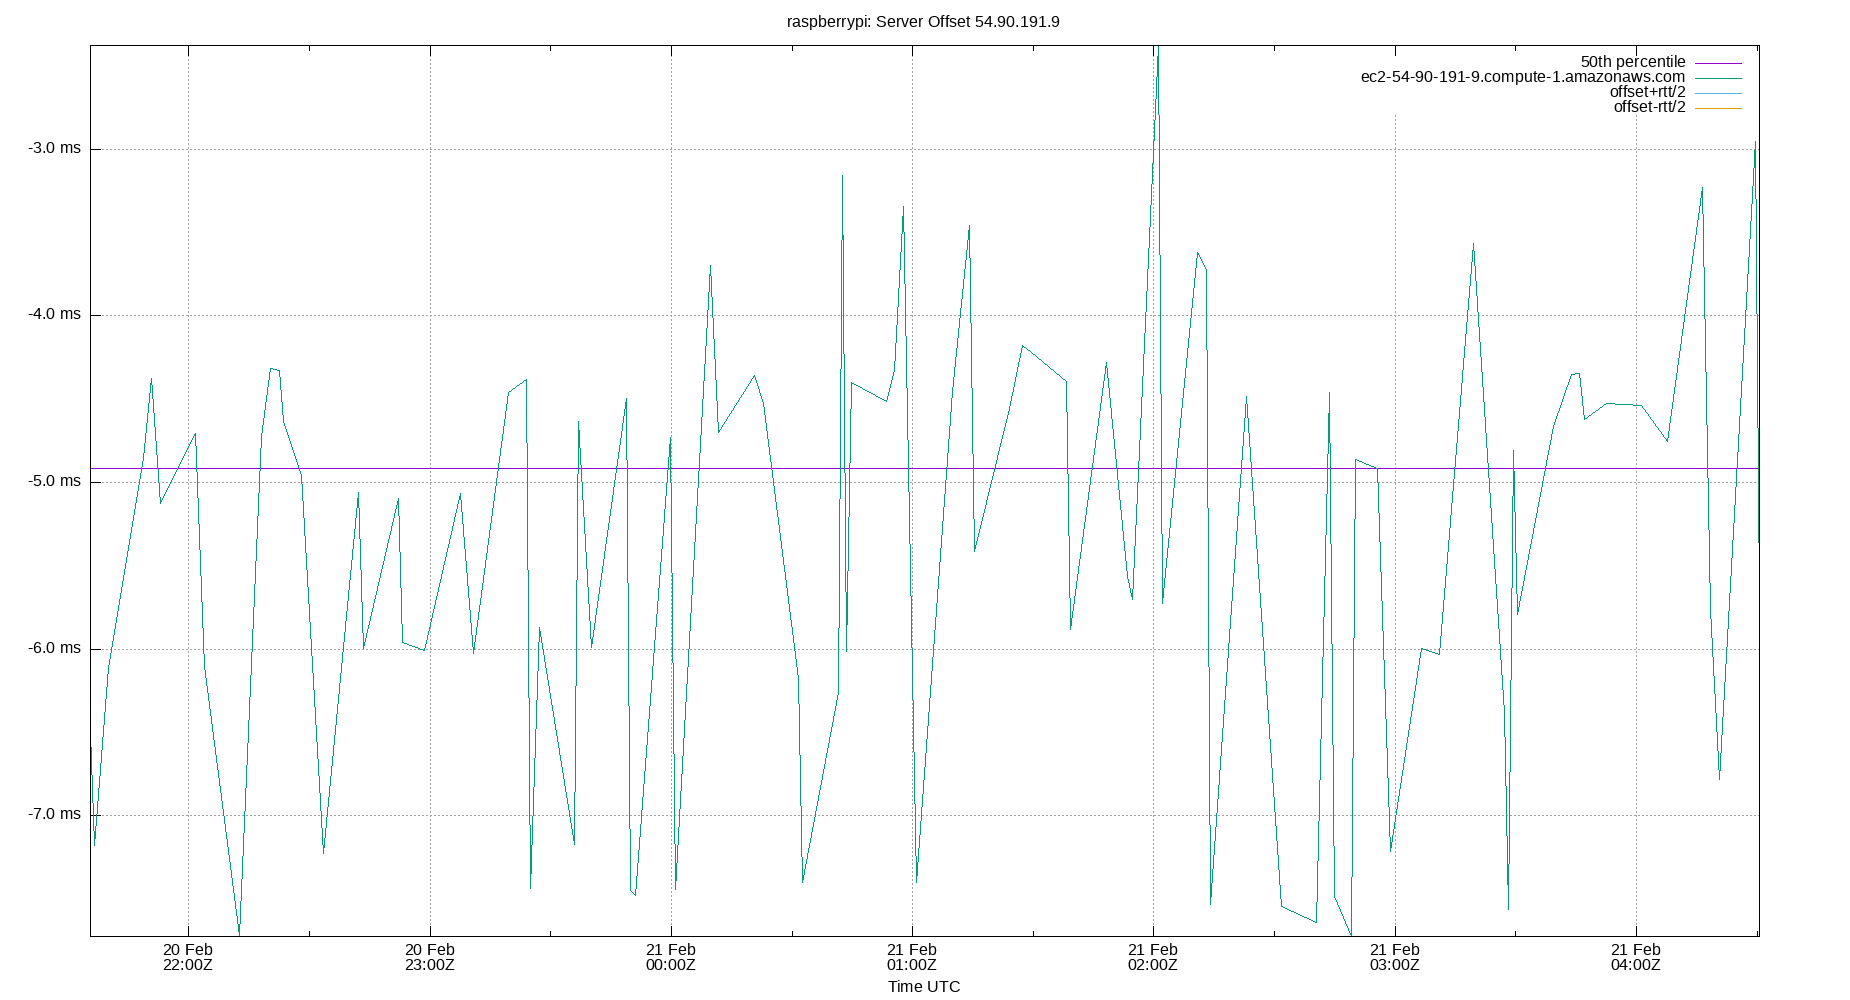 raspberrypi: Server Offset 54.90.191.9
50th percentile
ec2-54-90-191-9.compute-1.amazonaws.com
offset+rtt/2
offset-rtt/2
-3.0 ms
-4.0 ms
-5.0 ms
-6.0 ms
-7.0 ms
20 Feb 20 Feb 21 Feb 21 Feb 21 Feb 21 Feb 21 Feb
22:00Z 23:00Z 00:00Z 01:00Z 02:00Z 03:00Z 04:00Z
Time UTC